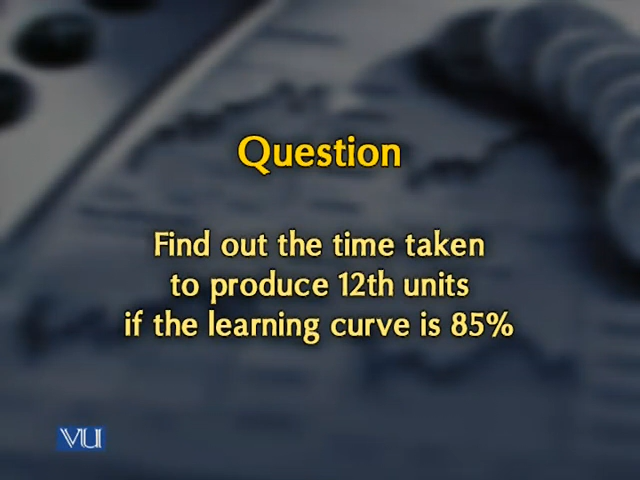 Question
Find out the time taken
to produce 12th units
if the learning curve is 85%
VU